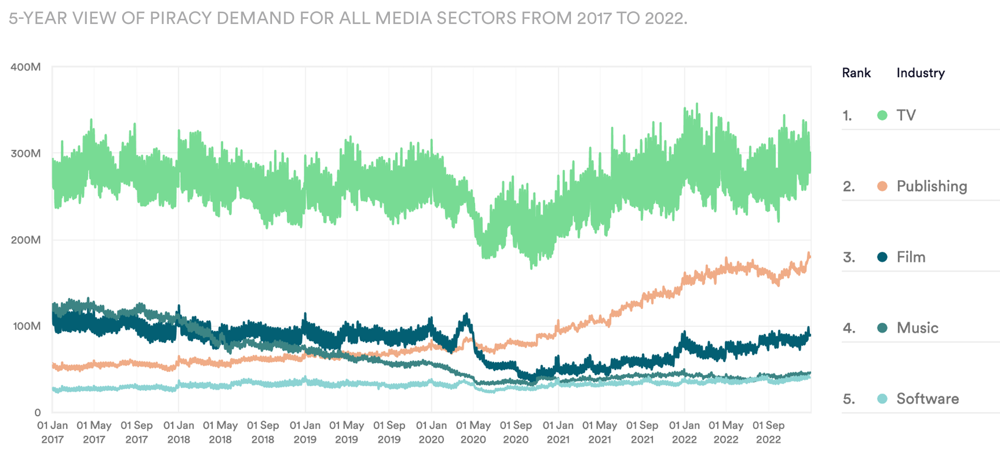 5-YEAR VIEW OF PIRACY DEMAND FOR ALL MEDIA SECTORS FROM 2017 TO 2022.
400M
300M
200M
100M
0
01 Jan 2017
01 May 2017
01 Sep 2017
01 Jan 2018
01 May 2018
01 Sep 2018
01 Jan 2019
01 May 2019
01 Sep 2019
01 Jan 2020
01 May 2020
01 Sep 2020
01 Jan 2021
01 May 2021
01 Sep 2021
01 Jan 2022
01 May 2022
01 Sep 2022
Rank Industry
1. TV
2. Publishing
3. Film
4. Music
5. Software